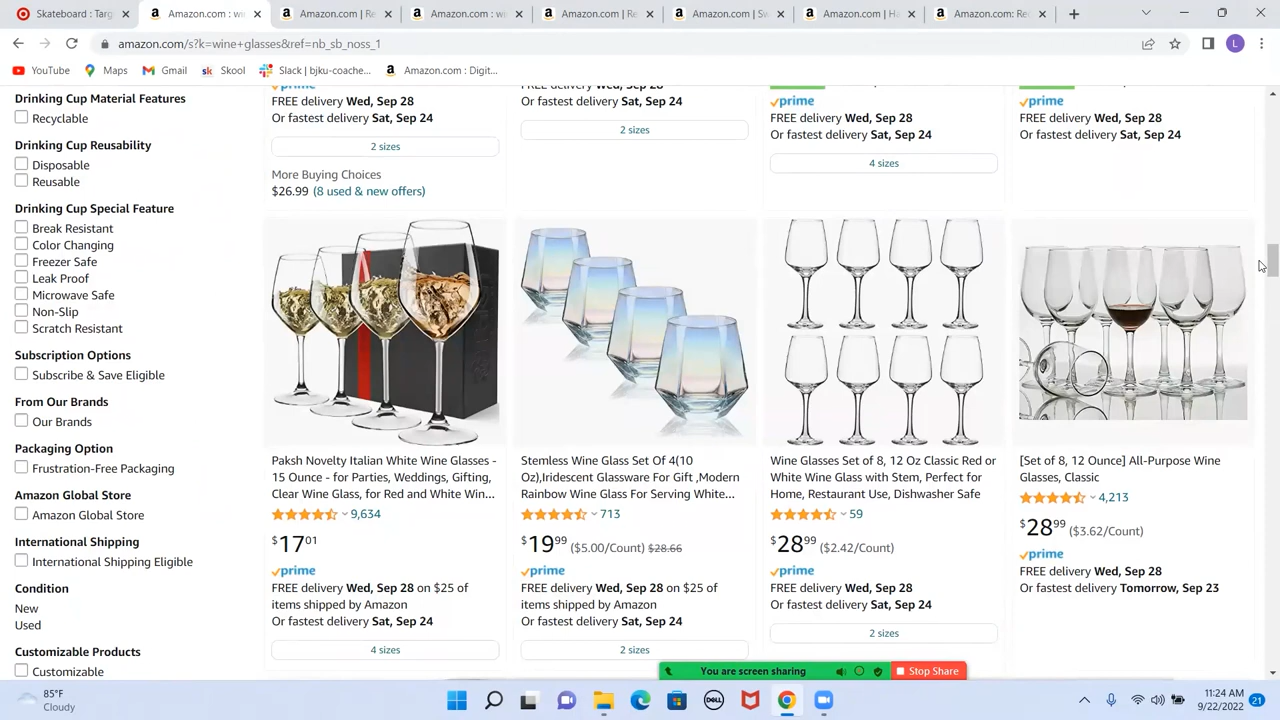 Skateboard : Targ
Amazon.com : w
Amazon.com | Re
Amazon.com : wi
Amazon.com | Re
Amazon.com | Sw
Amazon.com | Ha
Amazon.com: Re
amazon.com/s?k=wine+glasses&ref=nb_sb_noss_1
L
YouTube
Maps
Gmail
sk Skool
Slack | bjku-coache...
Amazon.com : Digit...
Drinking Cup Material Features
Recyclable
Drinking Cup Reusability
Disposable
Reusable
Drinking Cup Special Feature
Break Resistant
Color Changing
Freezer Safe
Leak Proof
Microwave Safe
Non-Slip
Scratch Resistant
Subscription Options
Subscribe & Save Eligible
From Our Brands
Our Brands
Packaging Option
Frustration-Free Packaging
Amazon Global Store
Amazon Global Store
International Shipping
International Shipping Eligible
Condition
New
Used
Customizable Products
Customizable
prime
FREE delivery Wed, Sep 28
Or fastest delivery Sat, Sep 24
2 sizes
More Buying Choices
$26.99 (8 used & new offers)
Or fastest delivery Sat, Sep 24
2 sizes
prime
FREE delivery Wed, Sep 28
Or fastest delivery Sat, Sep 24
4 sizes
prime
FREE delivery Wed, Sep 28
Or fastest delivery Sat, Sep 24
Paksh Novelty Italian White Wine Glasses -
15 Ounce - for Parties, Weddings, Gifting,
Clear Wine Glass, for Red and White Win...
9,634
$17 01
prime
FREE delivery Wed, Sep 28 on $25 of
items shipped by Amazon
Or fastest delivery Sat, Sep 24
4 sizes
Stemless Wine Glass Set Of 4(10
Oz),Iridescent Glassware For Gift ,Modern
Rainbow Wine Glass For Serving White...
713
$19 99 ($5.00/Count) $28.66
prime
FREE delivery Wed, Sep 28 on $25 of
items shipped by Amazon
Or fastest delivery Sat, Sep 24
2 sizes
Wine Glasses Set of 8, 12 Oz Classic Red or
White Wine Glass with Stem, Perfect for
Home, Restaurant Use, Dishwasher Safe
59
$28 99 ($2.42/Count)
prime
FREE delivery Wed, Sep 28
Or fastest delivery Sat, Sep 24
2 sizes
[Set of 8, 12 Ounce] All-Purpose Wine
Glasses, Classic
4,213
$28 99 ($3.62/Count)
prime
FREE delivery Wed, Sep 28
Or fastest delivery Tomorrow, Sep 23
You are screen sharing
Stop Share
85°F
Cloudy
DELL
11:24 AM
9/22/2022
21